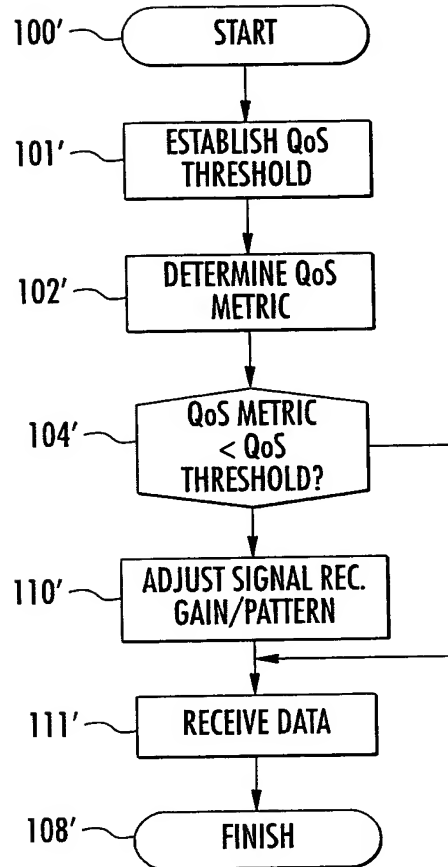 100'
START
101'
ESTABLISH QoS
THRESHOLD
102'
DETERMINE QoS
METRIC
104'
QoS METRIC
< QoS
THRESHOLD?
110'
ADJUST SIGNAL REC.
GAIN/PATTERN
111'
RECEIVE DATA
108'
FINISH